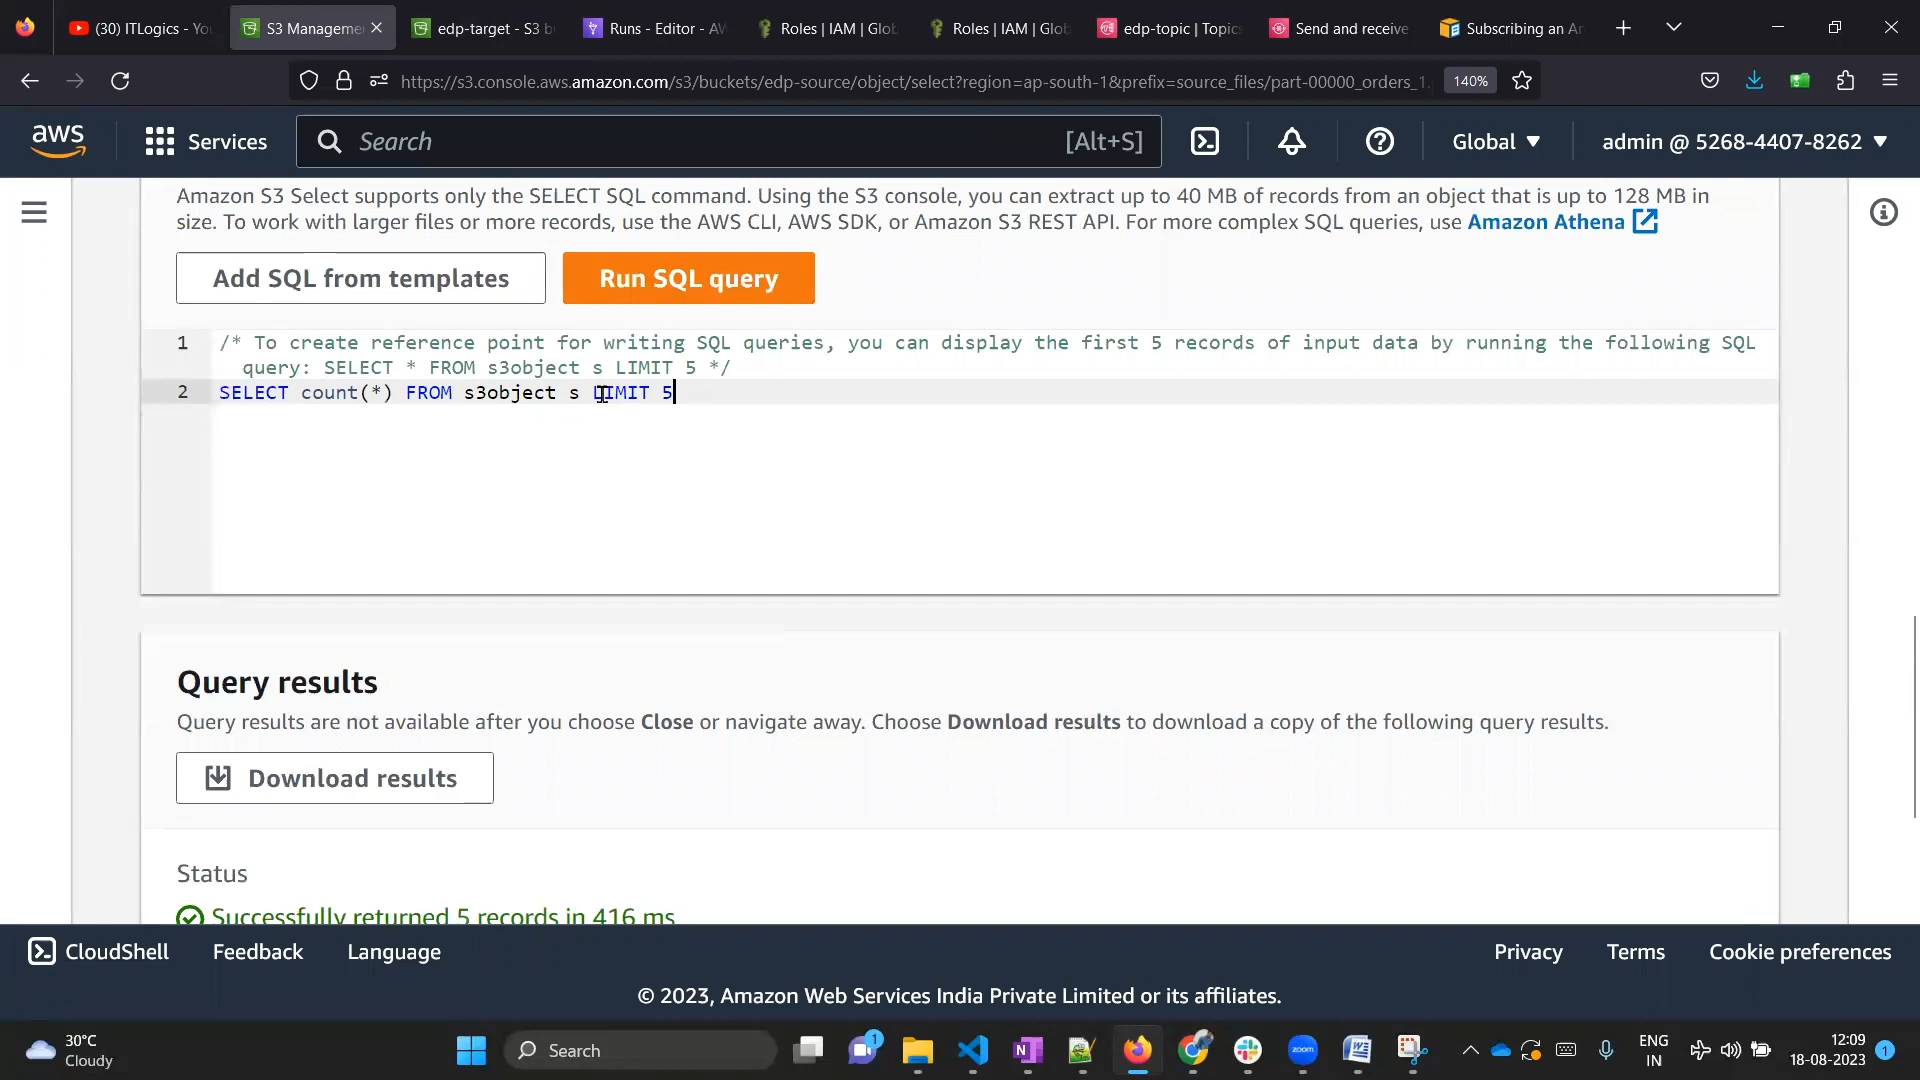 (30) ITLogics - Yo
S3 Manageme
edp-target - S3 b
Runs - Editor - AW
Roles | IAM | Glob
Roles | IAM | Glob
edp-topic | Topics
Send and receive
Subscribing an Am
https://s3.console.aws.amazon.com/s3/buckets/edp-source/object/select?region=ap-south-1&prefix=source_files/part-00000_orders_1.
140%
aws
Services
Search
[Alt+S]
Global
admin @ 5268-4407-8262
Amazon S3 Select supports only the SELECT SQL command. Using the S3 console, you can extract up to 40 MB of records from an object that is up to 128 MB in
size. To work with larger files or more records, use the AWS CLI, AWS SDK, or Amazon S3 REST API. For more complex SQL queries, use Amazon Athena
Add SQL from templates
Run SQL query
1 /* To create reference point for writing SQL queries, you can display the first 5 records of input data by running the following SQL
query: SELECT * FROM s3object s LIMIT 5 */
2 SELECT count(*) FROM s3object s LIMIT 5
Query results
Query results are not available after you choose Close or navigate away. Choose Download results to download a copy of the following query results.
Download results
Status
Successfully returned 5 records in 416 ms
CloudShell
Feedback
Language
Privacy
Terms
Cookie preferences
© 2023, Amazon Web Services India Private Limited or its affiliates.
30°C
Cloudy
Search
1
zoom
ENG
IN
12:09
18-08-2023
1